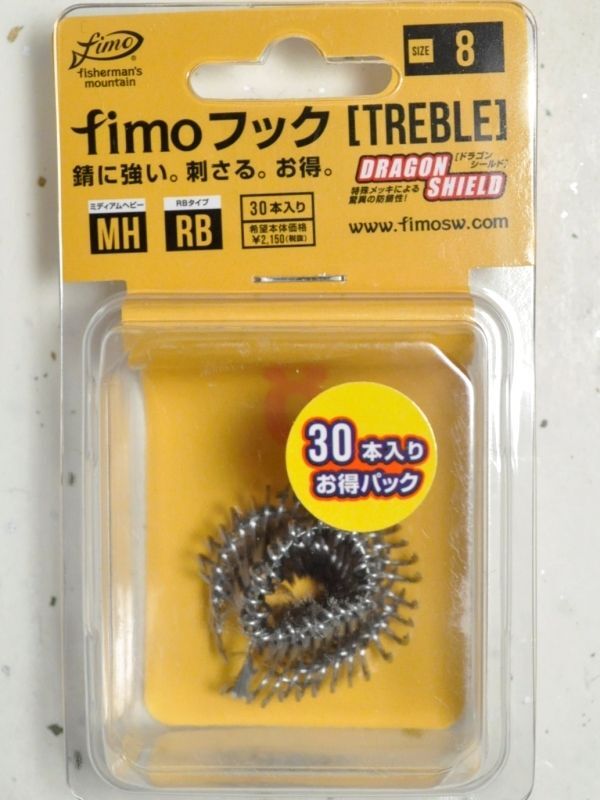 fimo
®
fisherman's
mountain
SIZE 8
fimoフック [TREBLE]
錆に強い。刺さる。お得。
DRAGON
SHIELD
[ドラゴン
シールド]
特殊メッキによる
驚異の防錆性!
ミディアムヘビー
MH
RBタイプ
RB
30本入り
希望本体価格
¥2,150(税抜)
www.fimosw.com
30本入り
お得パック